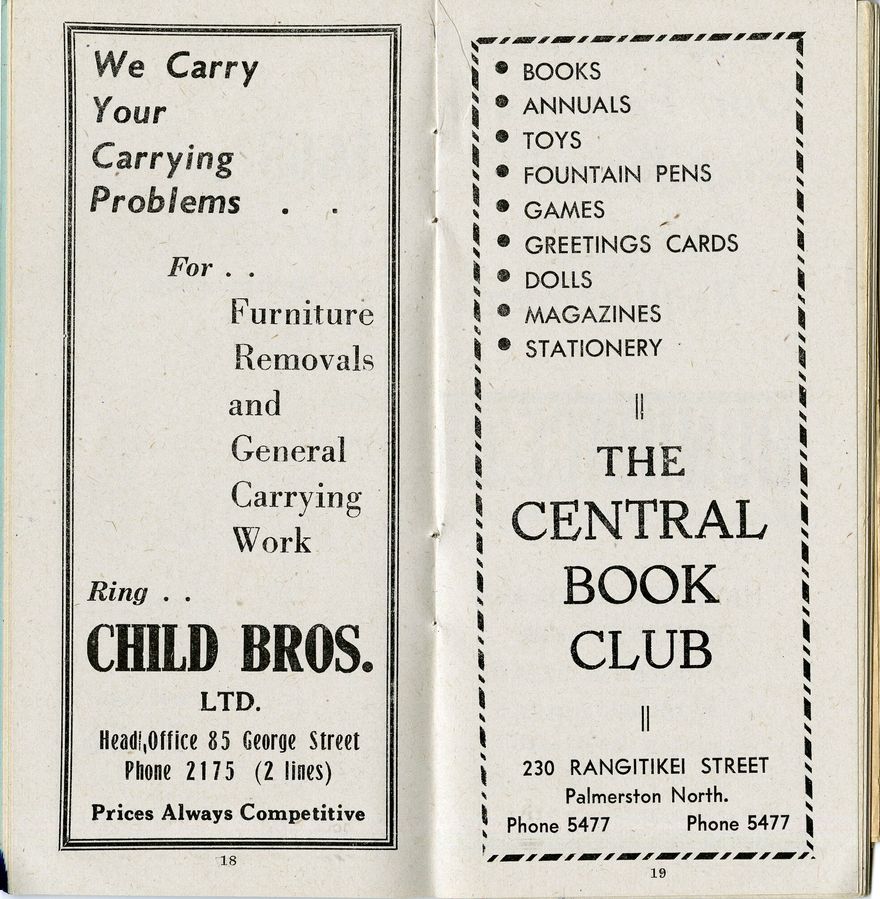 We Carry
Your
Carrying
Problems . .
For . .
Furniture
Removals
and
General
Carrying
Work
Ring . .
CHILD BROS.
LTD.
Head Office 85 George Street
Phone 2175 (2 lines)
Prices Always Competitive
18
• BOOKS
• ANNUALS
• TOYS
• FOUNTAIN PENS
• GAMES
• GREETINGS CARDS
• DOLLS
• MAGAZINES
• STATIONERY
THE
CENTRAL
BOOK
CLUB
230 RANGITIKEI STREET
Palmerston North.
Phone 5477 Phone 5477
19